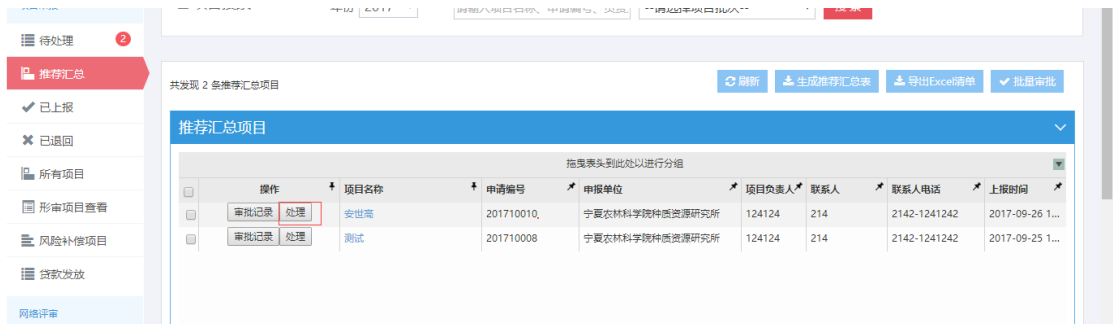 年份 2017
待处理 2
推荐汇总
已上报
已退回
所有项目
形审项目查看
风险补偿项目
贷款发放
网络评审
共发现 2 条推荐汇总项目
刷新 生成推荐汇总表 导出Excel清单 批量审批
推荐汇总项目
拖曳表头到此处以进行分组
操作 项目名称 申请编号 申报单位 项目负责人 联系人 联系人电话 上报时间
审批记录 处理 安世高 201710010 宁夏农林科学院种质资源研究所 124124 214 2142-1241242 2017-09-26 1...
审批记录 处理 测试 201710008 宁夏农林科学院种质资源研究所 124124 214 2142-1241242 2017-09-25 1...